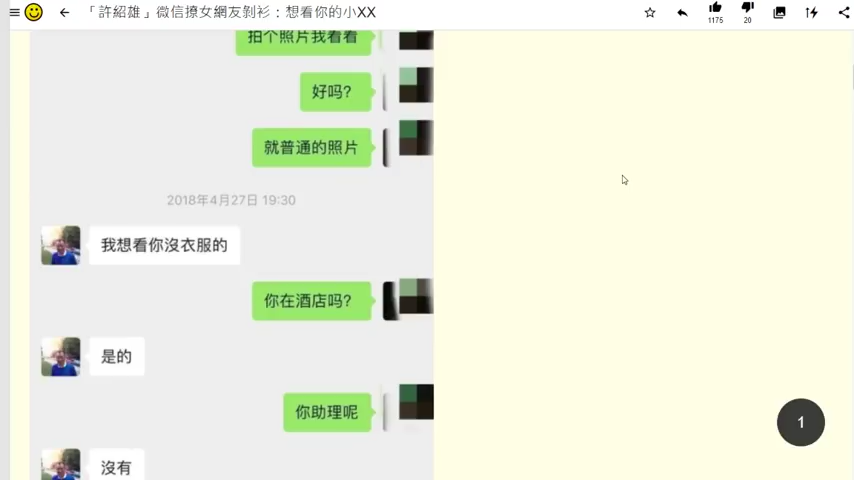 「許紹雄」微信撩女網友剝衫：想看你的小XX
1175
20
拍个照片我看看
好吗?
就普通的照片
2018年4月27日 19:30
我想看你沒衣服的
你在酒店吗?
是的
你助理呢
沒有
1